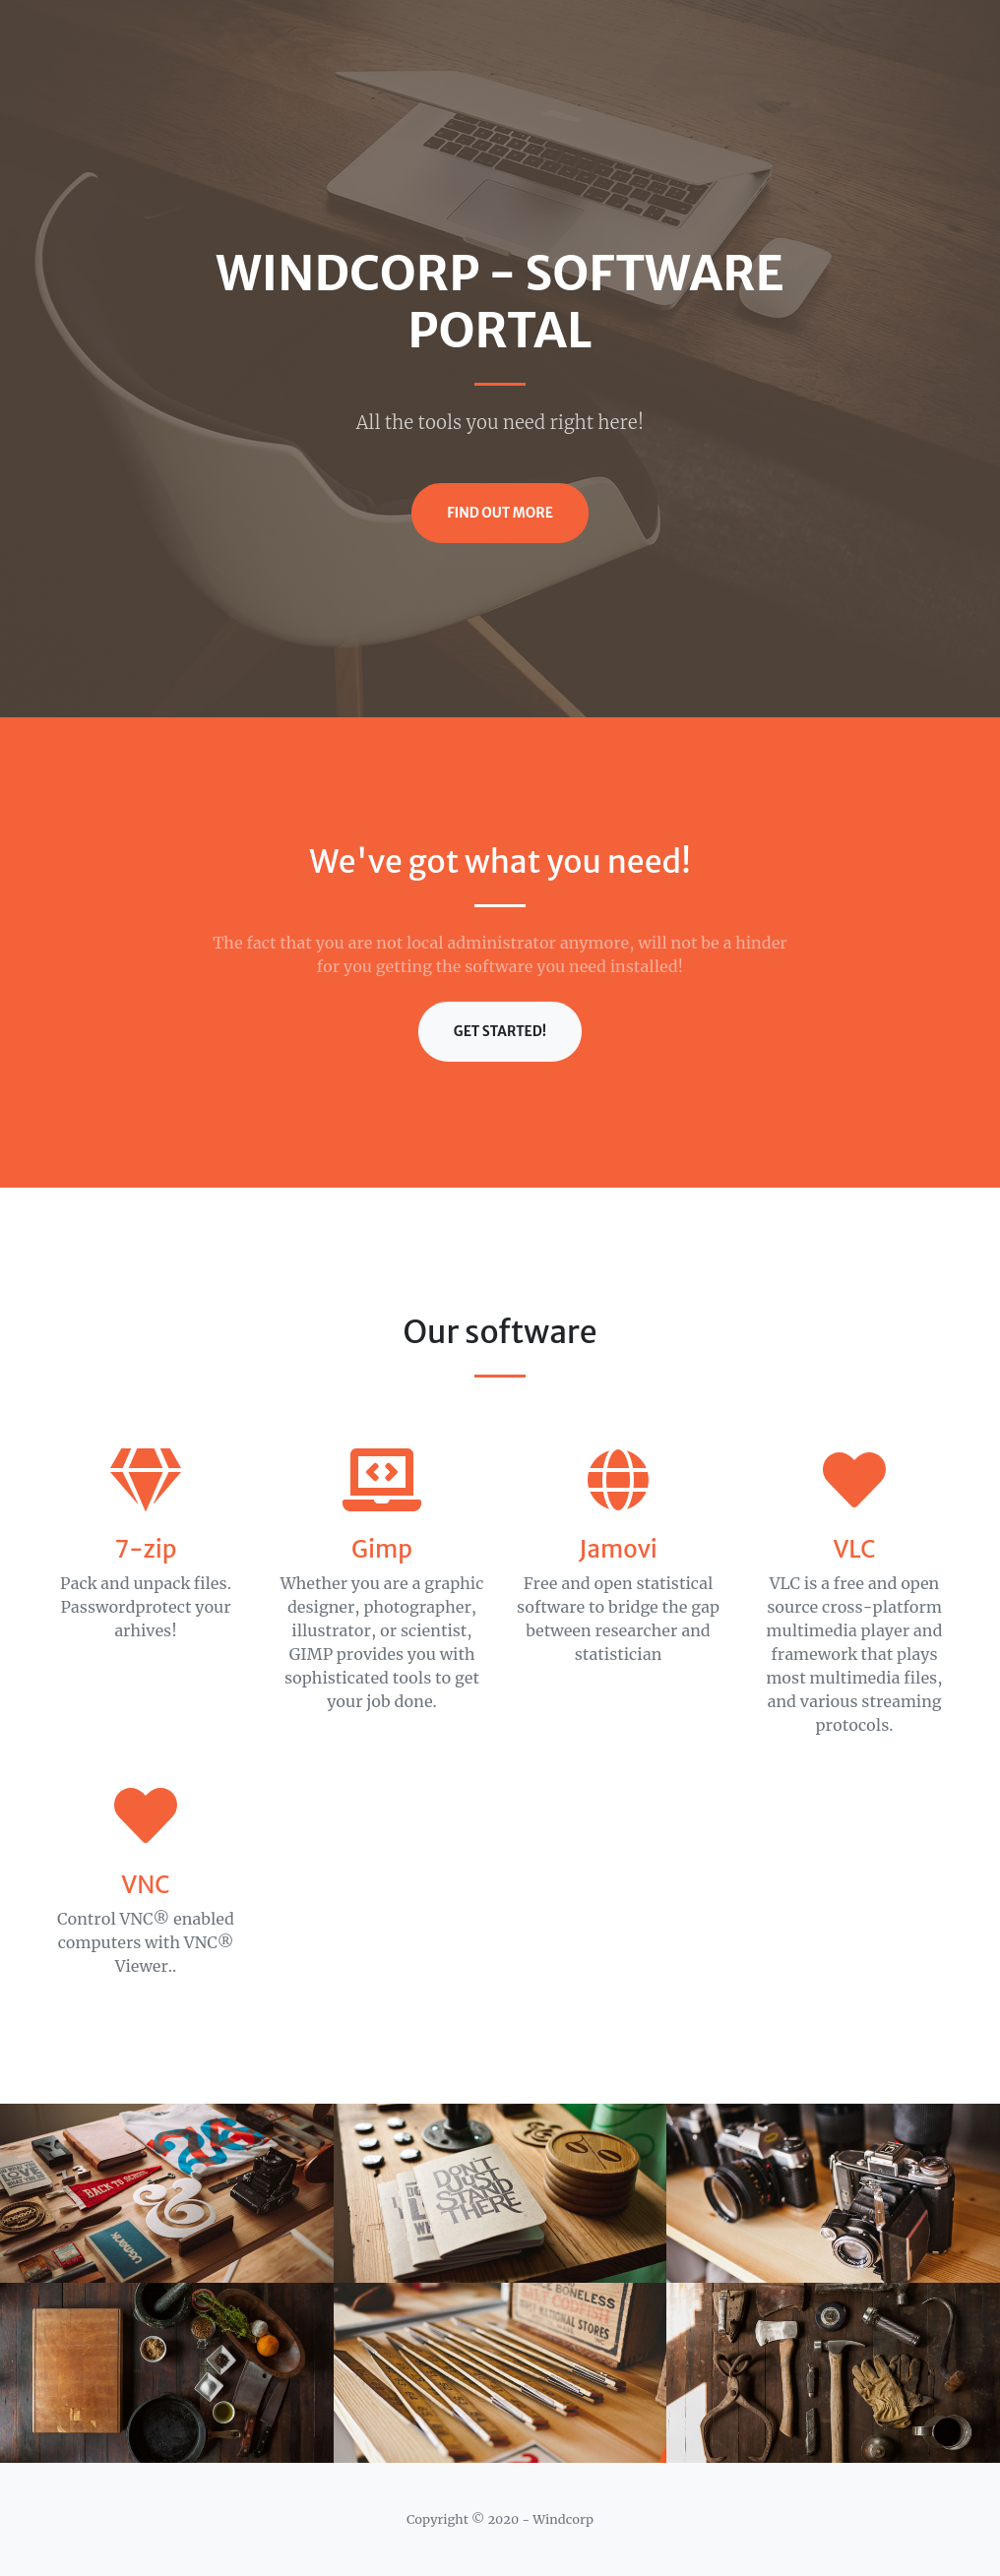 WINDCORP - SOFTWARE
PORTAL
All the tools you need right here!
FIND OUT MORE
We've got what you need!
The fact that you are not local administrator anymore, will not be a hinder
for you getting the software you need installed!
GET STARTED!
Our software
7-zip
Pack and unpack files.
Passwordprotect your
arhives!
Gimp
Whether you are a graphic
designer, photographer,
illustrator, or scientist,
GIMP provides you with
sophisticated tools to get
your job done.
Jamovi
Free and open statistical
software to bridge the gap
between researcher and
statistician
VLC
VLC is a free and open
source cross-platform
multimedia player and
framework that plays
most multimedia files,
and various streaming
protocols.
VNC
Control VNC® enabled
computers with VNC®
Viewer..
BACK TO SCHOOL
DON'T
JUST
STAND
THERE
BONELESS
STORES
Copyright © 2020 - Windcorp